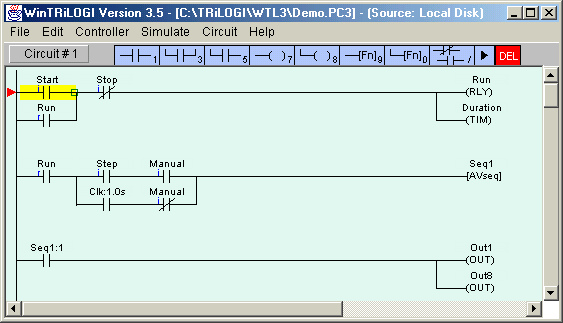 WinTRiLOGI Version 3.5 - [C:\TRiLOGI\WTL3\Demo.PC3] - (Source: Local Disk)
File Edit Controller Simulate Circuit Help
Circuit # 1 1 3 5 ( ) 7 ( ) 8 [Fn] 9 [Fn] 0 / DEL
Start Stop Run
i i (RLY)
Run Duration
r (TIM)
Run Step Manual Seq1
r i i [AVseq]
Clk:1.0s Manual
i
Seq1:1 Out1
(OUT)
Out8
(OUT)